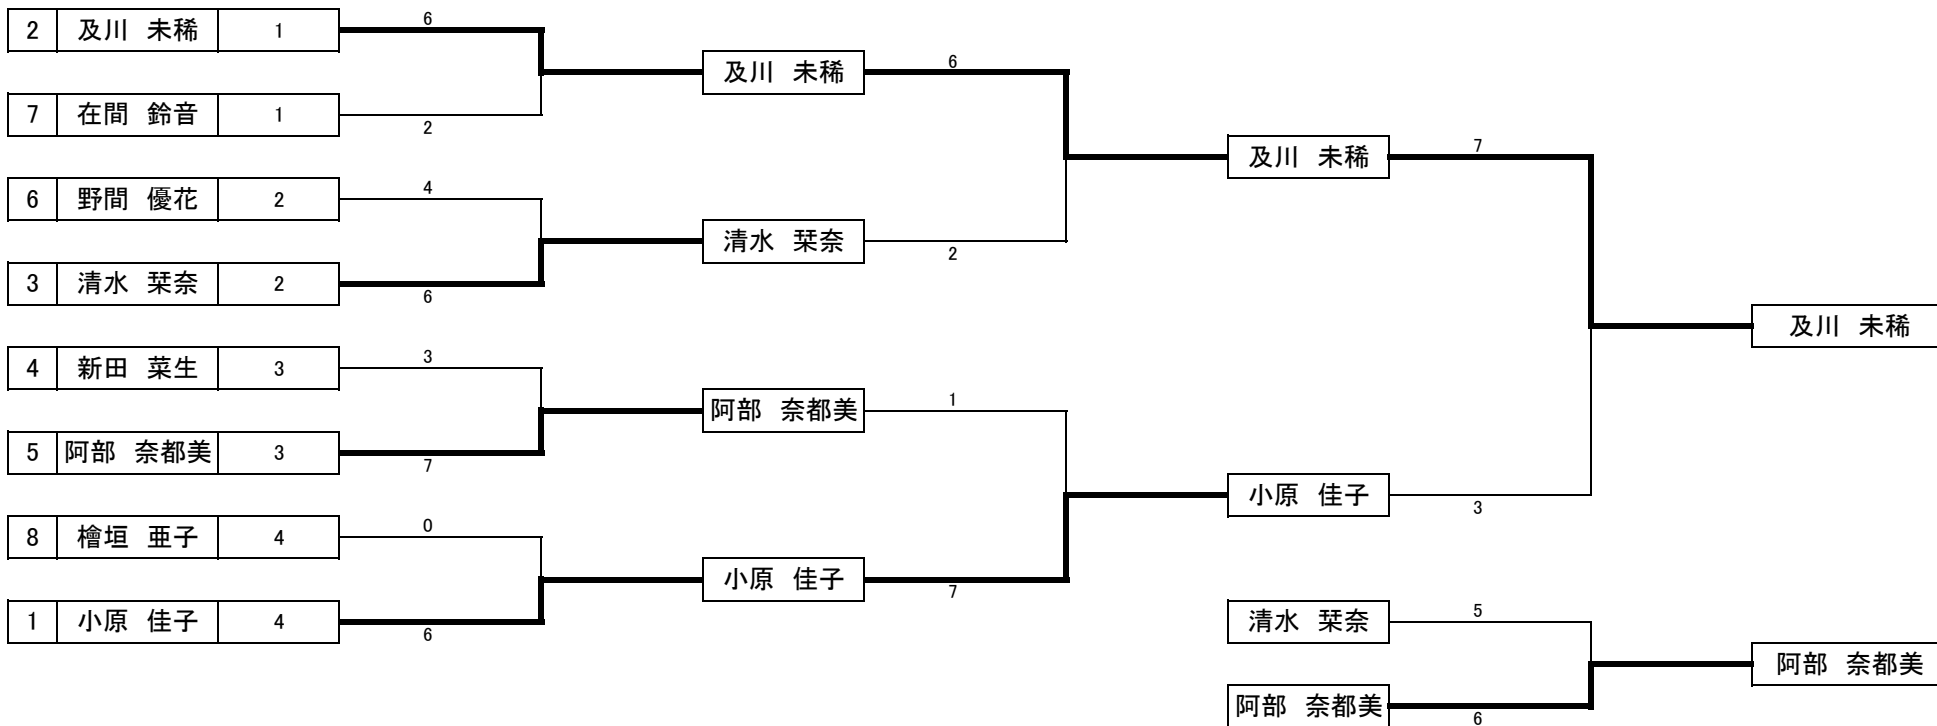 6
2 及川 未稀 1
及川 未稀 6
7 在間 鈴音 1
2
及川 未稀 7
6 野間 優花 2
4
清水 栞奈
2
3 清水 栞奈 2
6
及川 未稀
4 新田 菜生 3
3
阿部 奈都美 1
5 阿部 奈都美 3
7
小原 佳子
3
8 檜垣 亜子 4
0
小原 佳子
7
1 小原 佳子 4
6
清水 栞奈 5
阿部 奈都美
阿部 奈都美
6